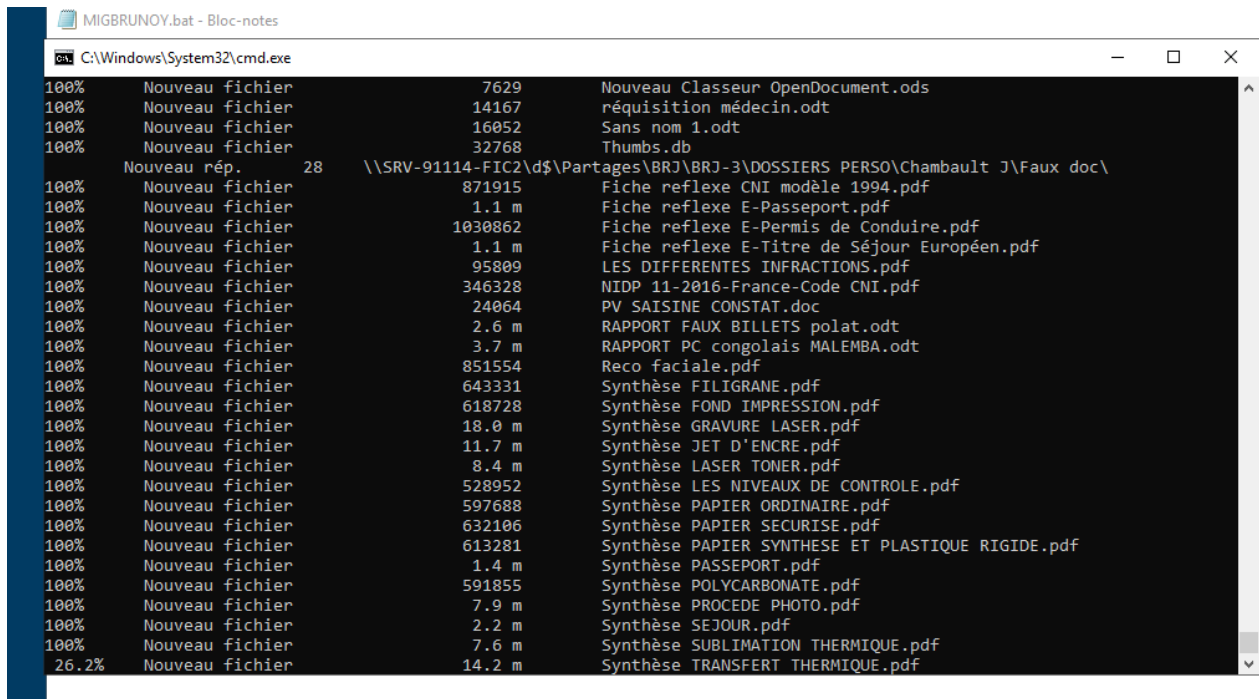 MIGBRUNOY.bat - Bloc-notes
C:\Windows\System32\cmd.exe
100% Nouveau fichier 7629 Nouveau Classeur OpenDocument.ods
100% Nouveau fichier 14167 réquisition médecin.odt
100% Nouveau fichier 16052 Sans nom 1.odt
100% Nouveau fichier 32768 Thumbs.db
Nouveau rép. 28 \\SRV-91114-FIC2\d$\Partages\BRJ\BRJ-3\DOSSIERS PERSO\Chambault J\Faux doc\
100% Nouveau fichier 871915 Fiche reflexe CNI modèle 1994.pdf
100% Nouveau fichier 1.1 m Fiche reflexe E-Passeport.pdf
100% Nouveau fichier 1030862 Fiche reflexe E-Permis de Conduire.pdf
100% Nouveau fichier 1.1 m Fiche reflexe E-Titre de Séjour Européen.pdf
100% Nouveau fichier 95809 LES DIFFERENTES INFRACTIONS.pdf
100% Nouveau fichier 346328 NIDP 11-2016-France-Code CNI.pdf
100% Nouveau fichier 24064 PV SAISINE CONSTAT.doc
100% Nouveau fichier 2.6 m RAPPORT FAUX BILLETS polat.odt
100% Nouveau fichier 3.7 m RAPPORT PC congolais MALEMBA.odt
100% Nouveau fichier 851554 Reco faciale.pdf
100% Nouveau fichier 643331 Synthèse FILIGRANE.pdf
100% Nouveau fichier 618728 Synthèse FOND IMPRESSION.pdf
100% Nouveau fichier 18.0 m Synthèse GRAVURE LASER.pdf
100% Nouveau fichier 11.7 m Synthèse JET D'ENCRE.pdf
100% Nouveau fichier 8.4 m Synthèse LASER TONER.pdf
100% Nouveau fichier 528952 Synthèse LES NIVEAUX DE CONTROLE.pdf
100% Nouveau fichier 597688 Synthèse PAPIER ORDINAIRE.pdf
100% Nouveau fichier 632106 Synthèse PAPIER SECURISE.pdf
100% Nouveau fichier 613281 Synthèse PAPIER SYNTHESE ET PLASTIQUE RIGIDE.pdf
100% Nouveau fichier 1.4 m Synthèse PASSEPORT.pdf
100% Nouveau fichier 591855 Synthèse POLYCARBONATE.pdf
100% Nouveau fichier 7.9 m Synthèse PROCEDE PHOTO.pdf
100% Nouveau fichier 2.2 m Synthèse SEJOUR.pdf
100% Nouveau fichier 7.6 m Synthèse SUBLIMATION THERMIQUE.pdf
26.2% Nouveau fichier 14.2 m Synthèse TRANSFERT THERMIQUE.pdf